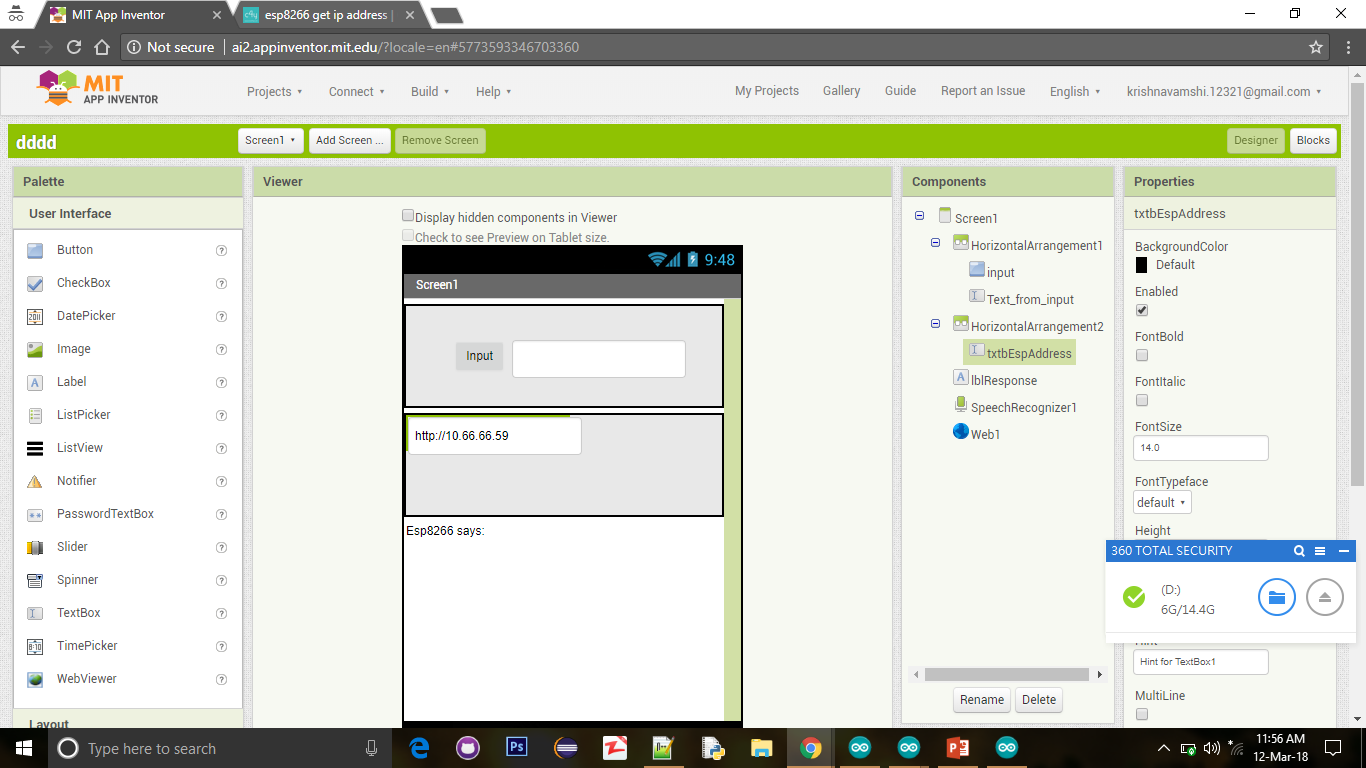 MIT App Inventor
esp8266 get ip address |
Not secure | ai2.appinventor.mit.edu/?locale=en#5773593346703360
MIT
APP INVENTOR
Projects
Connect
Build
Help
My Projects
Gallery
Guide
Report an Issue
English
krishnavamshi.12321@gmail.com
dddd
Screen1
Add Screen ...
Remove Screen
Designer
Blocks
Palette
User Interface
Button
CheckBox
DatePicker
Image
Label
ListPicker
ListView
Notifier
PasswordTextBox
Slider
Spinner
TextBox
TimePicker
WebViewer
Layout
Viewer
Display hidden components in Viewer
Check to see Preview on Tablet size.
9:48
Screen1
Input
http://10.66.66.59
Esp8266 says:
Components
Screen1
HorizontalArrangement1
input
Text_from_input
HorizontalArrangement2
txtbEspAddress
lblResponse
SpeechRecognizer1
Web1
Rename
Delete
Properties
txtbEspAddress
BackgroundColor
Default
Enabled
FontBold
FontItalic
FontSize
14.0
FontTypeface
default
Height
360 TOTAL SECURITY
(D:)
6G/14.4G
Hint for TextBox1
MultiLine
Type here to search
11:56 AM
12-Mar-18